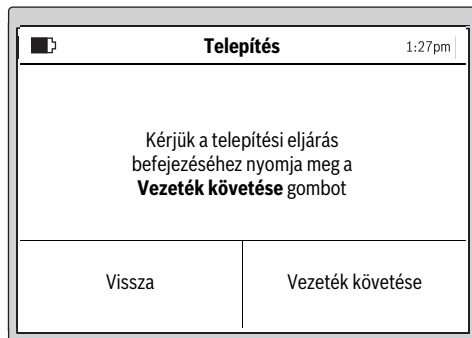 Telepítés 1:27pm
Kérjük a telepítési eljárás
befejezéséhez nyomja meg a
Vezeték követése gombot
Vissza Vezeték követése